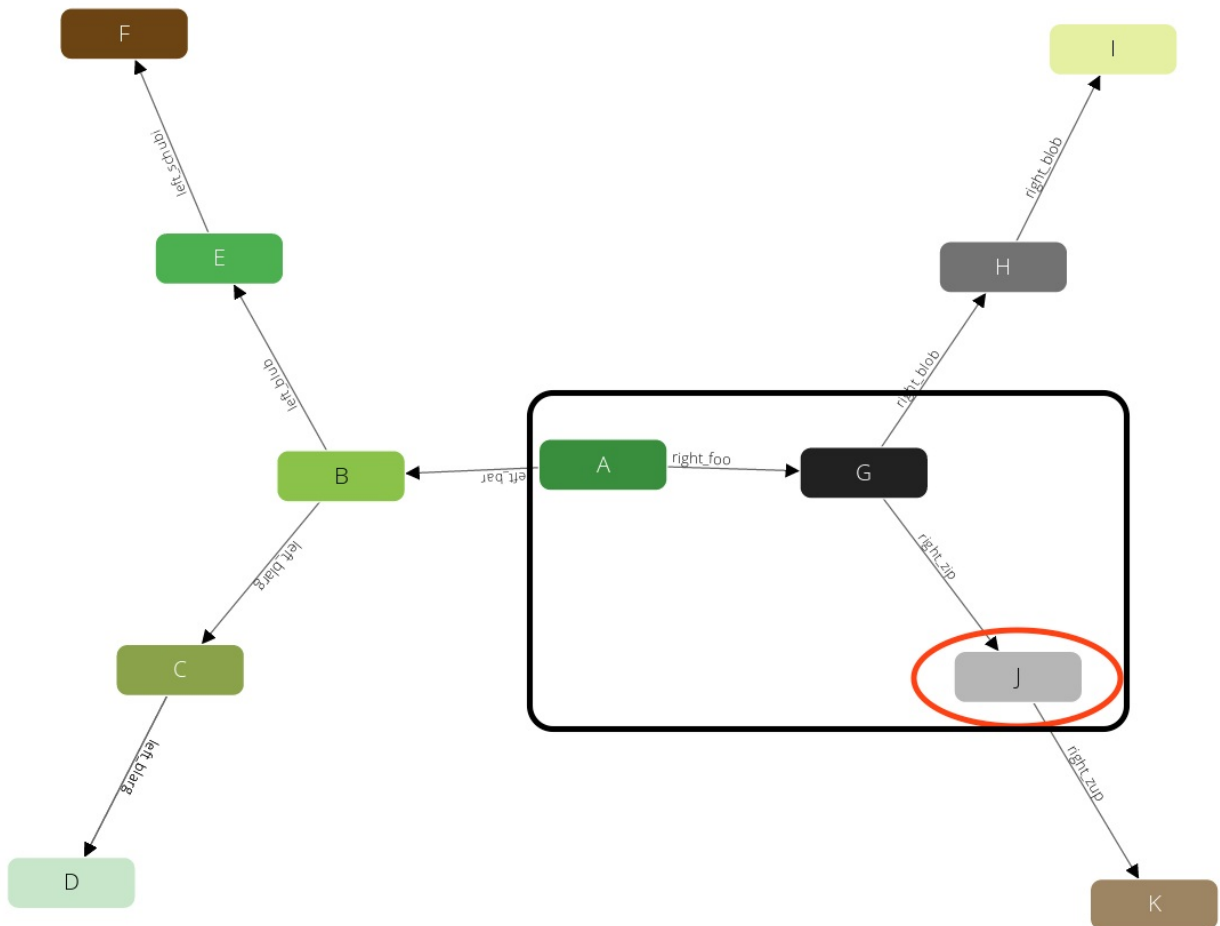 F
I
left_schubi
right_blob
E
H
left_blub
right_blob
A
right_foo
G
B
left_bar
left_blarg
right_zip
C
J
left_blarg
right_zup
D
K